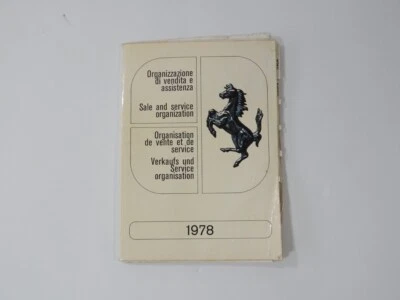 Organizzazione
di vendita e
assistenza
Sale and service
organization
Organisation
de vente et de
service
Verkaufs und
Service
organisation
1978